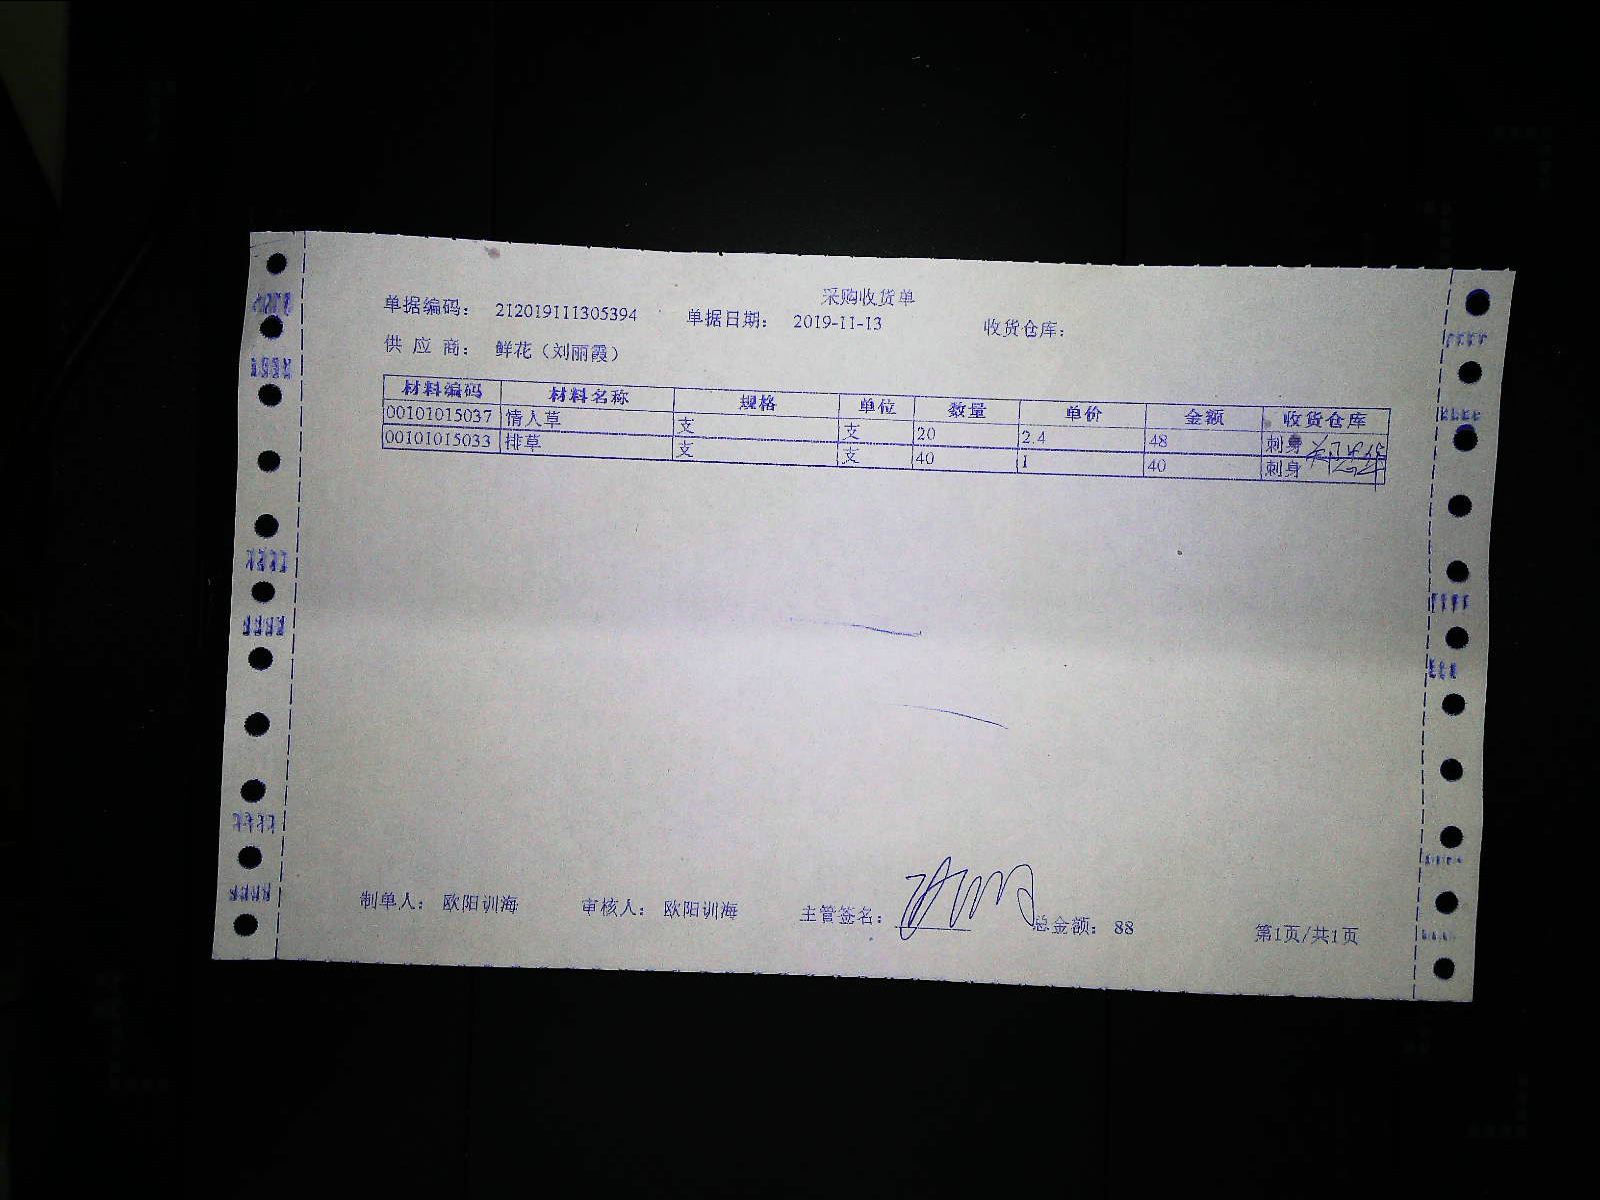 采购收货单
单据编码： 212019111305394 单据日期： 2019-11-13 收货仓库：
供 应 商： 鲜花（刘丽霞）
材料编码 材料名称 规格 单位 数量 单价 金额 收货仓库
00101015037 情人草 支 支 20 2.4 48 刺身
00101015033 排草 支 支 40 1 40 刺身
制单人： 欧阳训海 审核人： 欧阳训海 主管签名： 总金额： 88 第1页/共1页